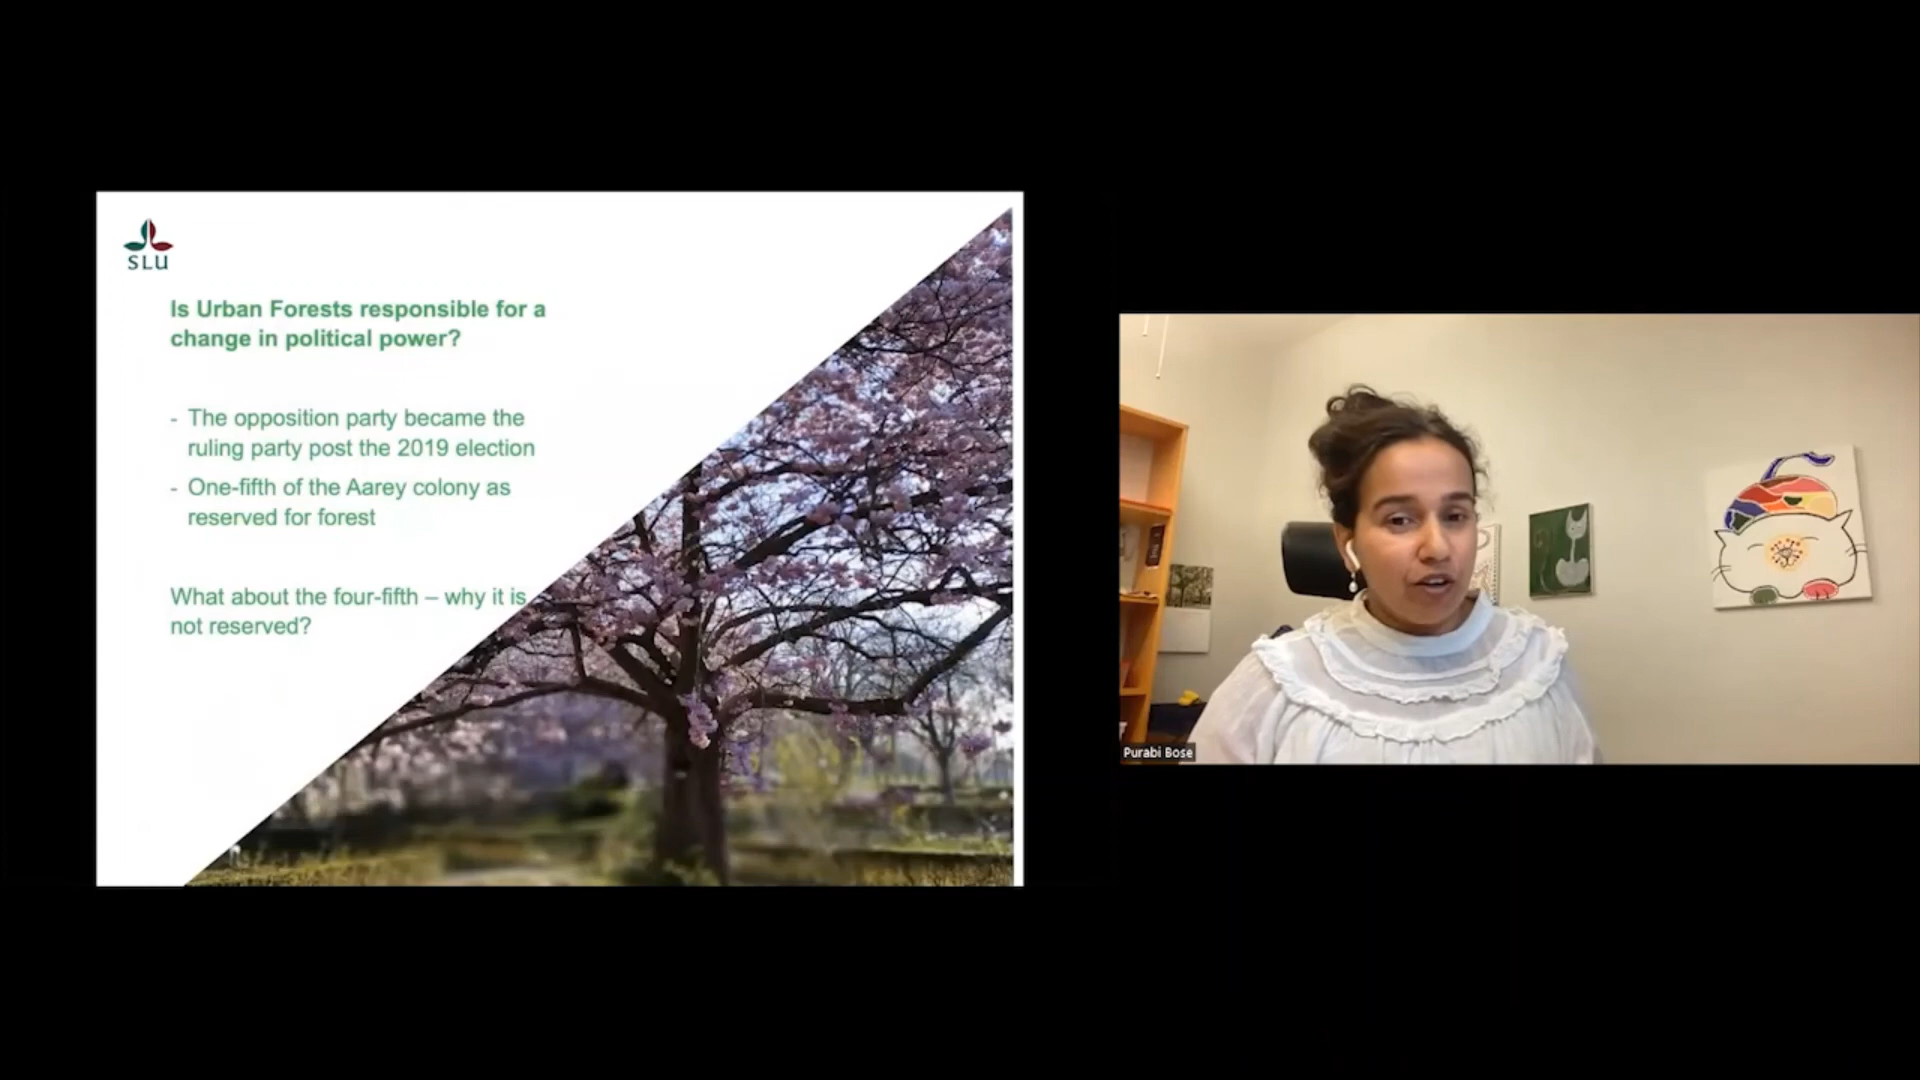 SLU
Is Urban Forests responsible for a
change in political power?
- The opposition party became the
ruling party post the 2019 election
- One-fifth of the Aarey colony as
reserved for forest
What about the four-fifth – why it is
not reserved?
Purabi Bose